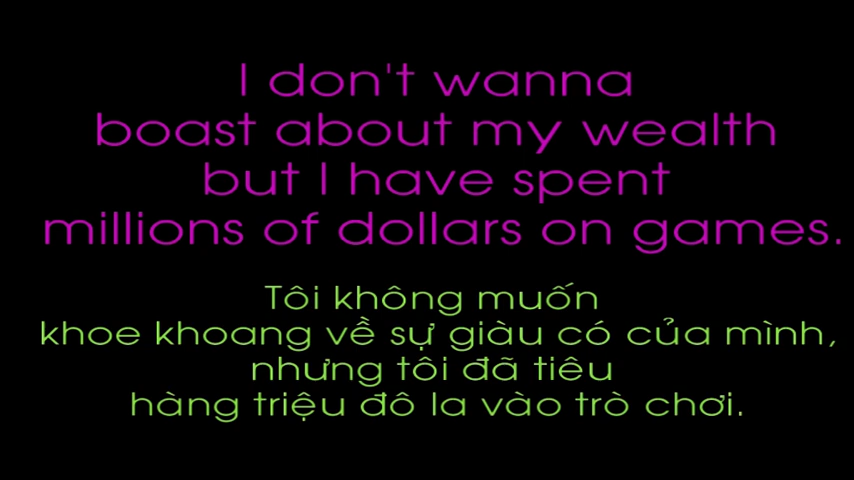 I don't wanna
boast about my wealth
but I have spent
millions of dollars on games.
Tôi không muốn
khoe khoang về sự giàu có của mình,
nhưng tôi đã tiêu
hàng triệu đô la vào trò chơi.